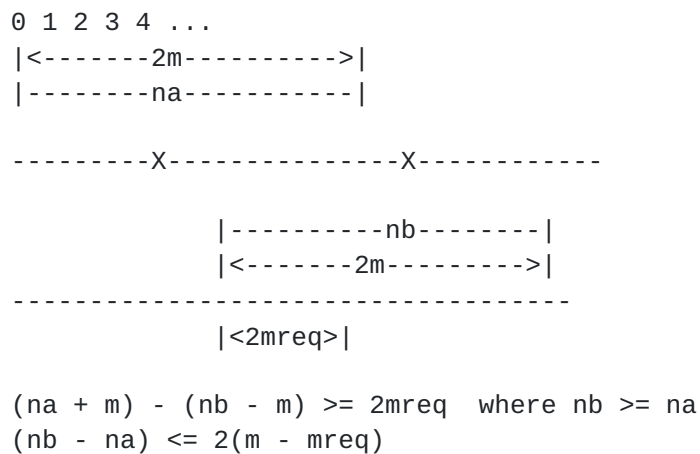 0 1 2 3 4 ...
|<-------2m---------->|
|--------na-----------|
---------X---------------X------------
|----------nb--------|
|<-------2m--------->|
------------------------------------
|<2mreq>|
(na + m) - (nb - m) >= 2mreq  where nb >= na
(nb - na) <= 2(m - mreq)